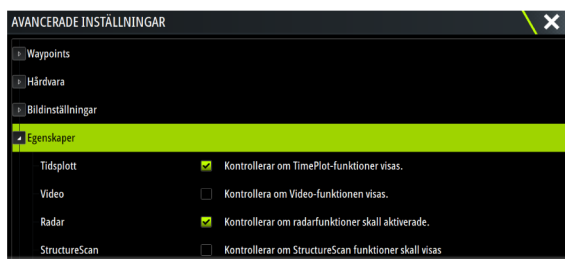 AVANCERADE INSTÄLLNINGAR
Waypoints
Hårdvara
Bildinställningar
Egenskaper
Tidsplott Kontrollerar om TimePlot-funktioner visas.
Video Kontrollera om Video-funktionen visas.
Radar Kontrollerar om radarfunktioner skall aktiverade.
StructureScan Kontrollerar om StructureScan funktioner skall visas